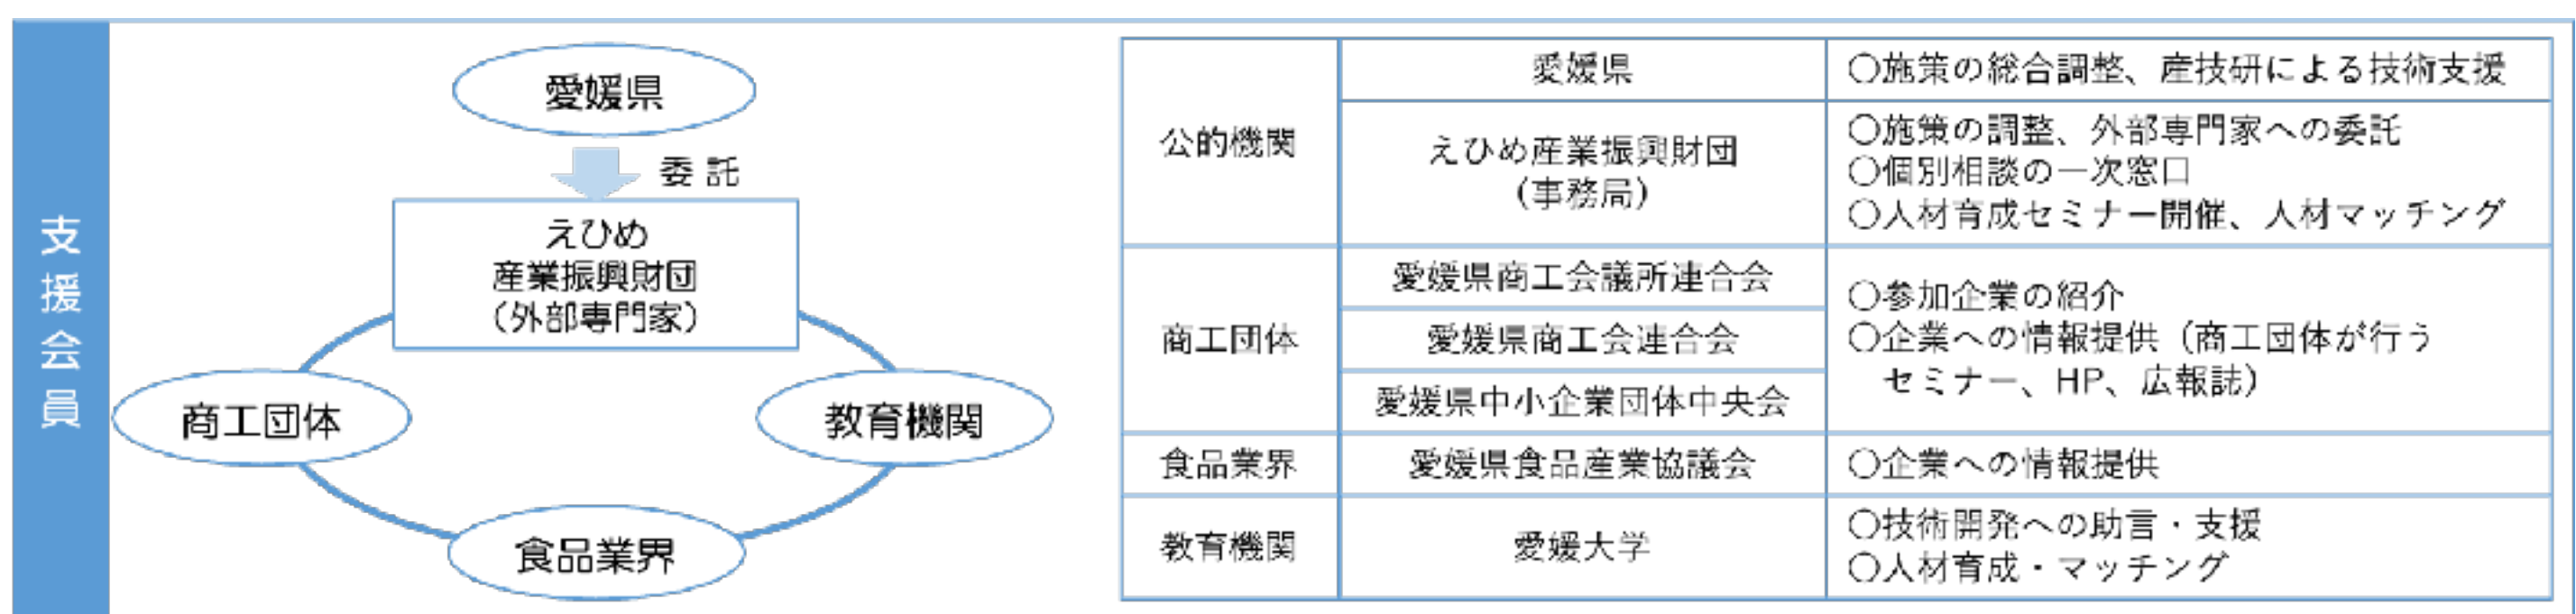 支援会員
愛媛県
委託
えひめ
産業振興財団
（外部専門家）
商工団体
教育機関
食品業界
公的機関
愛媛県
〇施策の総合調整、産技研による技術支援
えひめ産業振興財団
（事務局）
〇施策の調整、外部専門家への委託
〇個別相談の一次窓口
〇人材育成セミナー開催、人材マッチング
商工団体
愛媛県商工会議所連合会
愛媛県商工会連合会
愛媛県中小企業団体中央会
〇参加企業の紹介
〇企業への情報提供（商工団体が行う
セミナー、HP、広報誌）
食品業界
愛媛県食品産業協議会
〇企業への情報提供
教育機関
愛媛大学
〇技術開発への助言・支援
〇人材育成・マッチング